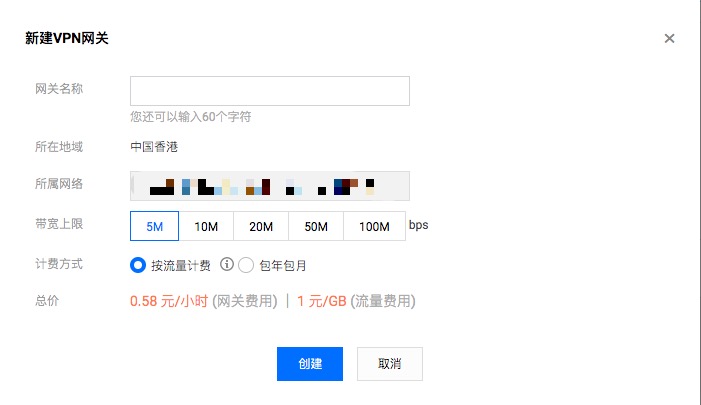 新建VPN网关
网关名称
您还可以输入60个字符
所在地域 中国香港
所属网络
带宽上限 5M 10M 20M 50M 100M bps
计费方式 按流量计费 包年包月
总价 0.58 元/小时 (网关费用) | 1 元/GB (流量费用)
创建 取消